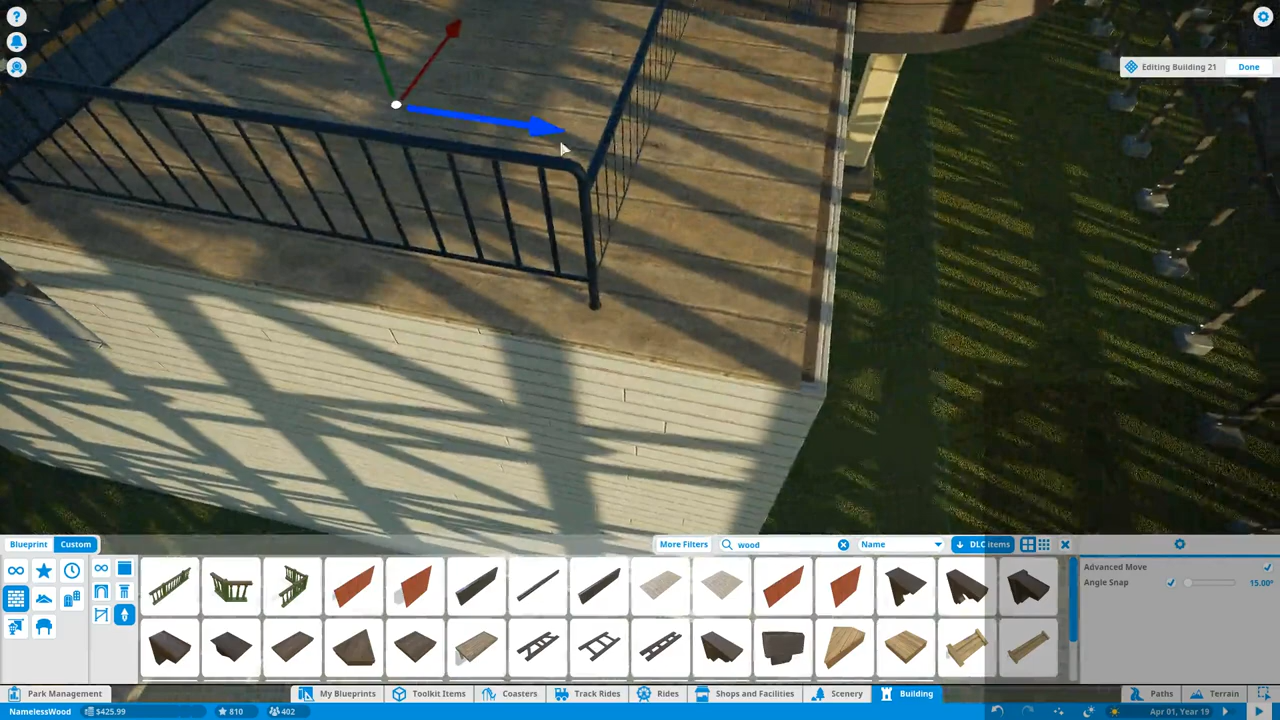 ?
Editing Building 21 Done
Blueprint Custom More Filters wood Name DLC items
Advanced Move
Angle Snap 15.00°
Park Management My Blueprints Toolkit Items Coasters Track Rides Rides Shops and Facilities Scenery Building Paths Terrain
NamelessWood $425.99 810 402 Apr 01, Year 19